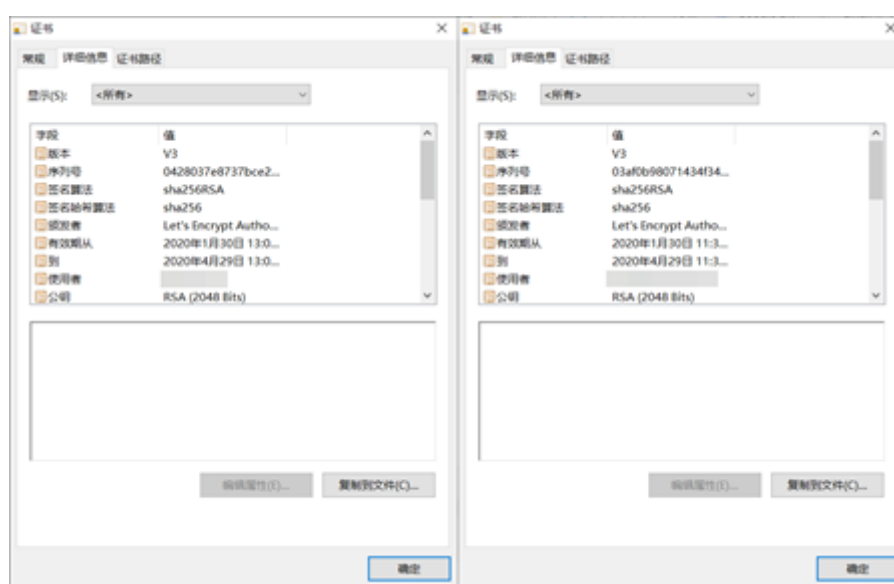 证书
常规 详细信息 证书路径
显示(S): <所有>
字段 值
版本 V3
序列号 0428037e8737bce2...
签名算法 sha256RSA
签名哈希算法 sha256
颁发者 Let's Encrypt Autho...
有效期从 2020年1月30日 13:0...
到 2020年4月29日 13:0...
使用者
公钥 RSA (2048 Bits)
编辑属性(E)... 复制到文件(C)...
确定
证书
常规 详细信息 证书路径
显示(S): <所有>
字段 值
版本 V3
序列号 03af0b98071434f34...
签名算法 sha256RSA
签名哈希算法 sha256
颁发者 Let's Encrypt Autho...
有效期从 2020年1月30日 11:3...
到 2020年4月29日 11:3...
使用者
公钥 RSA (2048 Bits)
编辑属性(E)... 复制到文件(C)...
确定